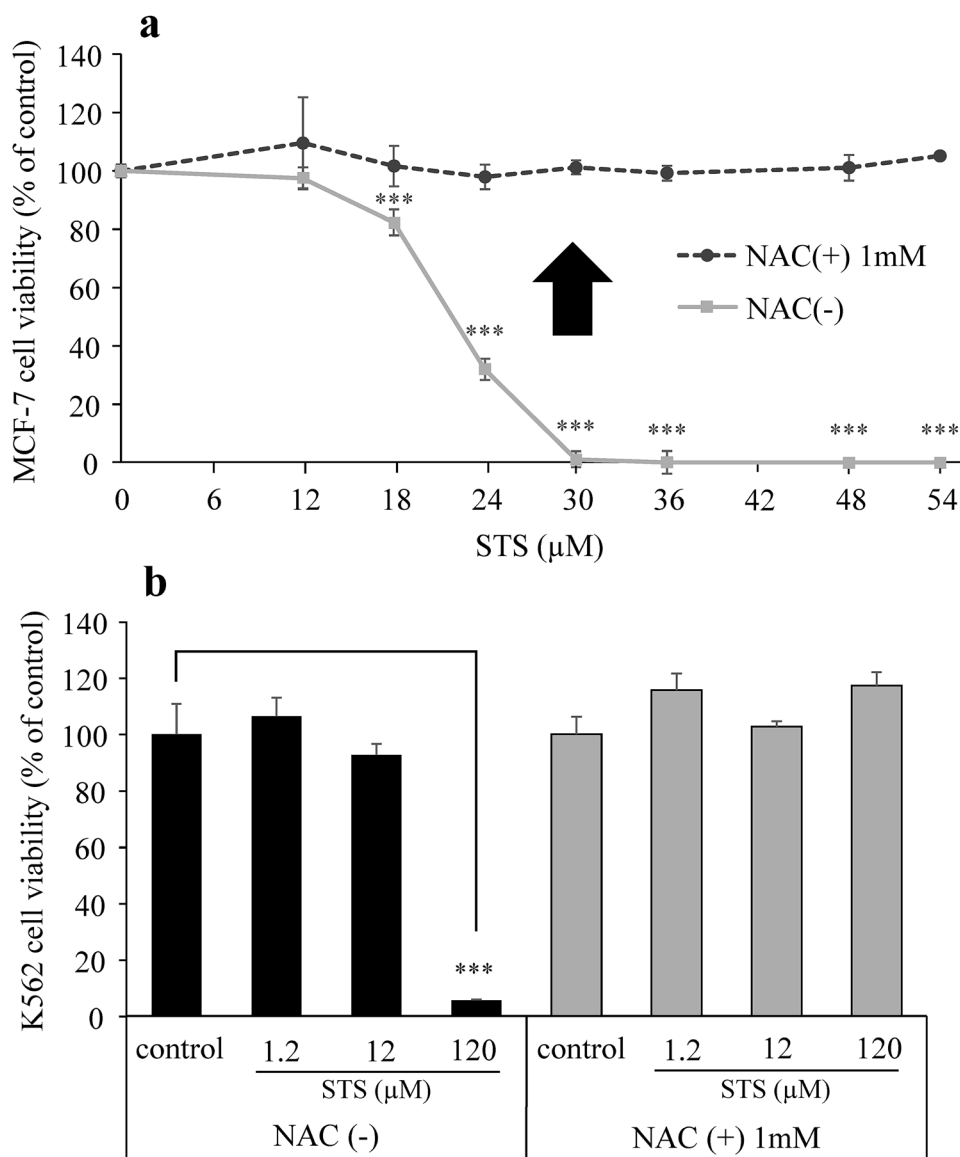 a
MCF-7 cell viability (% of control)
140
120
100
80
60
40
20
0
***
***
***
***
***
***
NAC(+) 1mM
NAC(-)
0 6 12 18 24 30 36 42 48 54
STS (µM)
b
K562 cell viability (% of control)
140
120
100
80
60
40
20
0
***
control 1.2 12 120 control 1.2 12 120
STS (µM) STS (µM)
NAC (-) NAC (+) 1mM